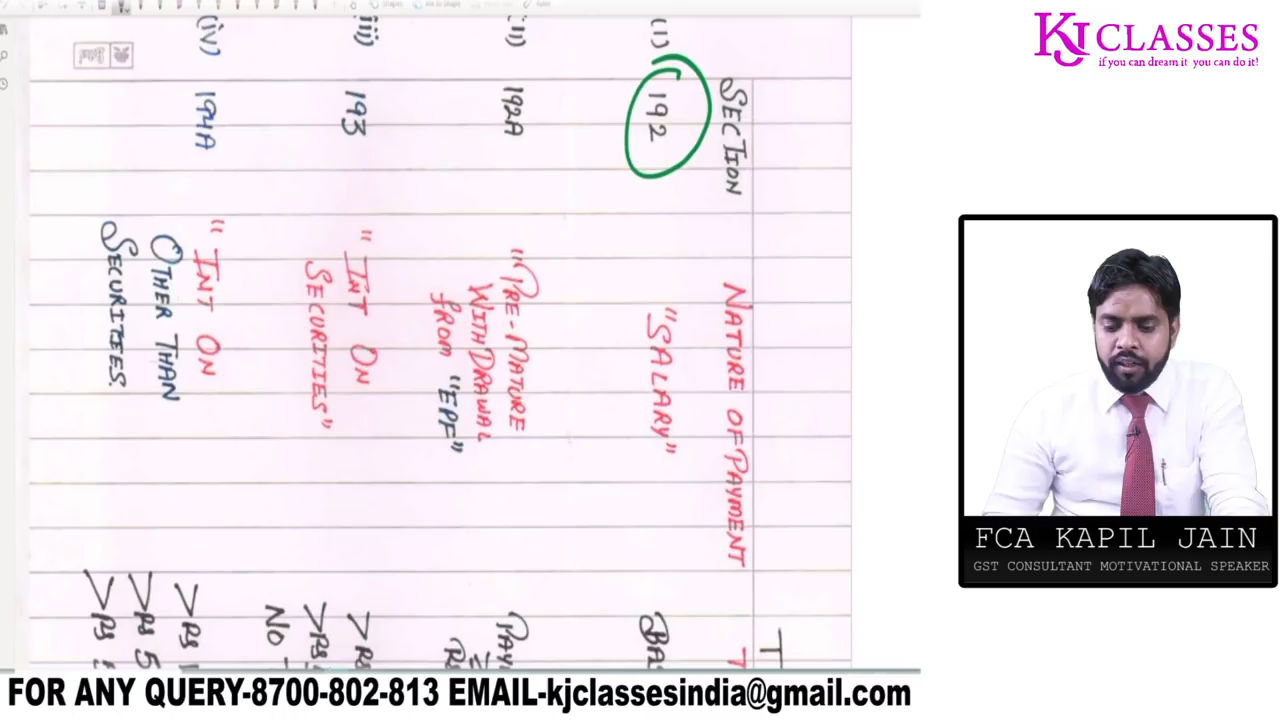 KJ CLASSES
if you can dream it you can do it!
SECTION NATURE OF PAYMENT
(i) 192 "SALARY"
(ii) 192A "PRE-MATURE
WITHDRAWAL
from "EPF"
(iii) 193 "INT ON
SECURITIES"
NO
(iv) 194A "INT ON
OTHER THAN
SECURITIES.
FCA KAPIL JAIN
GST CONSULTANT MOTIVATIONAL SPEAKER
FOR ANY QUERY-8700-802-813 EMAIL-kjclassesindia@gmail.com